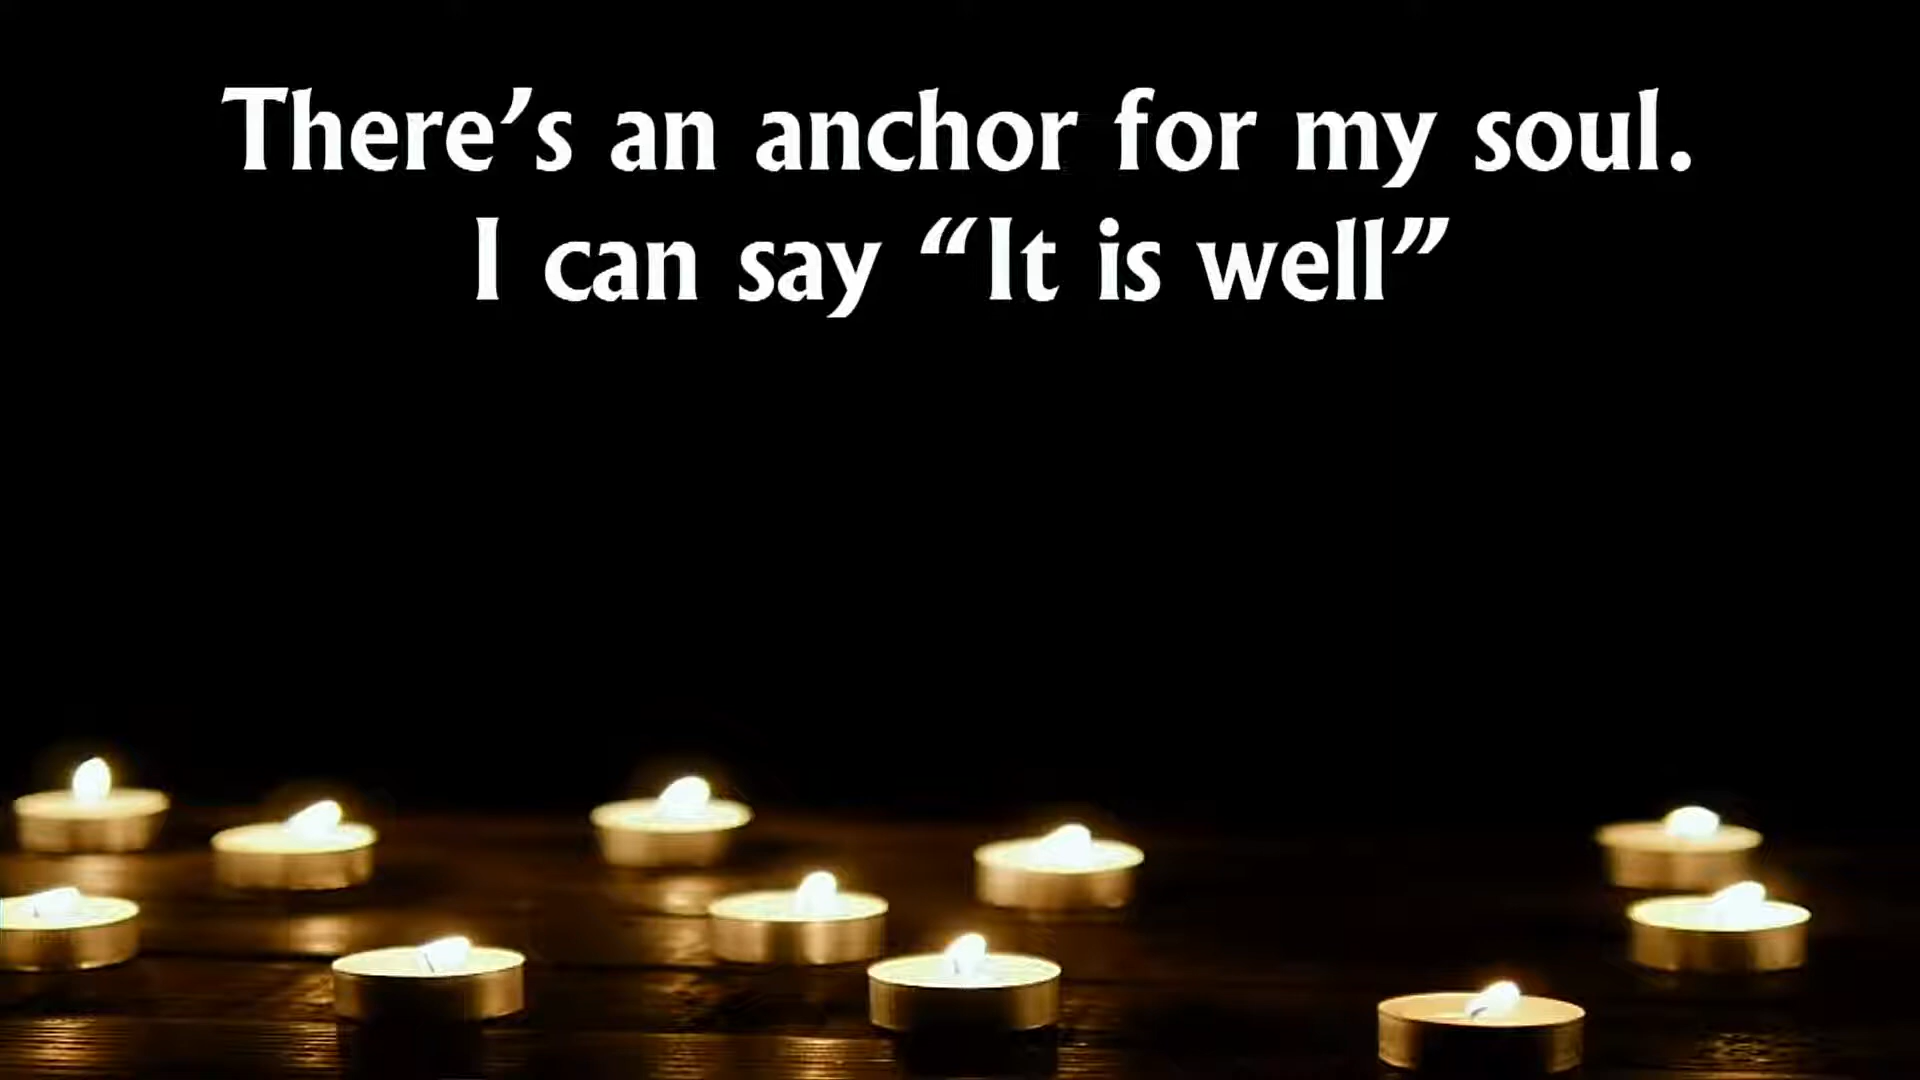 There’s an anchor for my soul.
I can say “It is well”